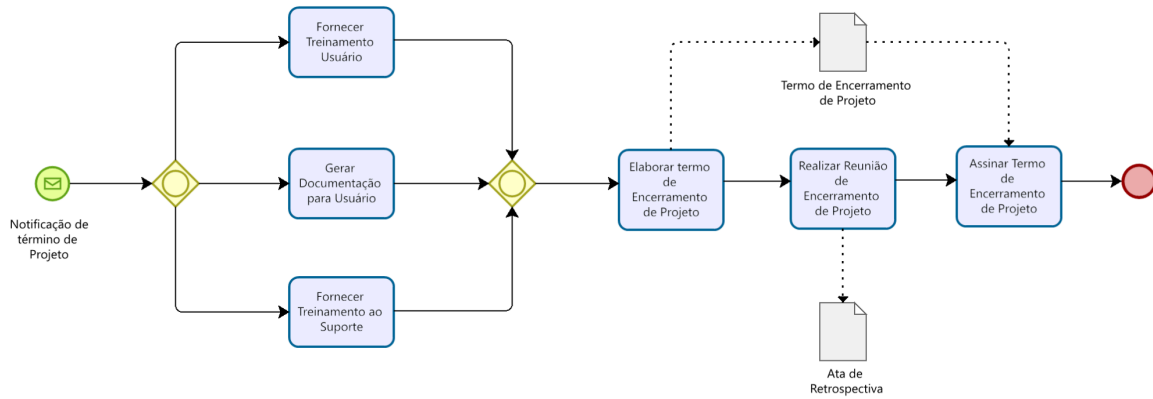 Fornecer
Treinamento
Usuário
Termo de Encerramento
de Projeto
Notificação de
término de
Projeto
Gerar
Documentação
para Usuário
Elaborar termo
de
Encerramento
de Projeto
Realizar Reunião
de
Encerramento
de Projeto
Assinar Termo
de
Encerramento
de Projeto
Fornecer
Treinamento ao
Suporte
Ata de
Retrospectiva